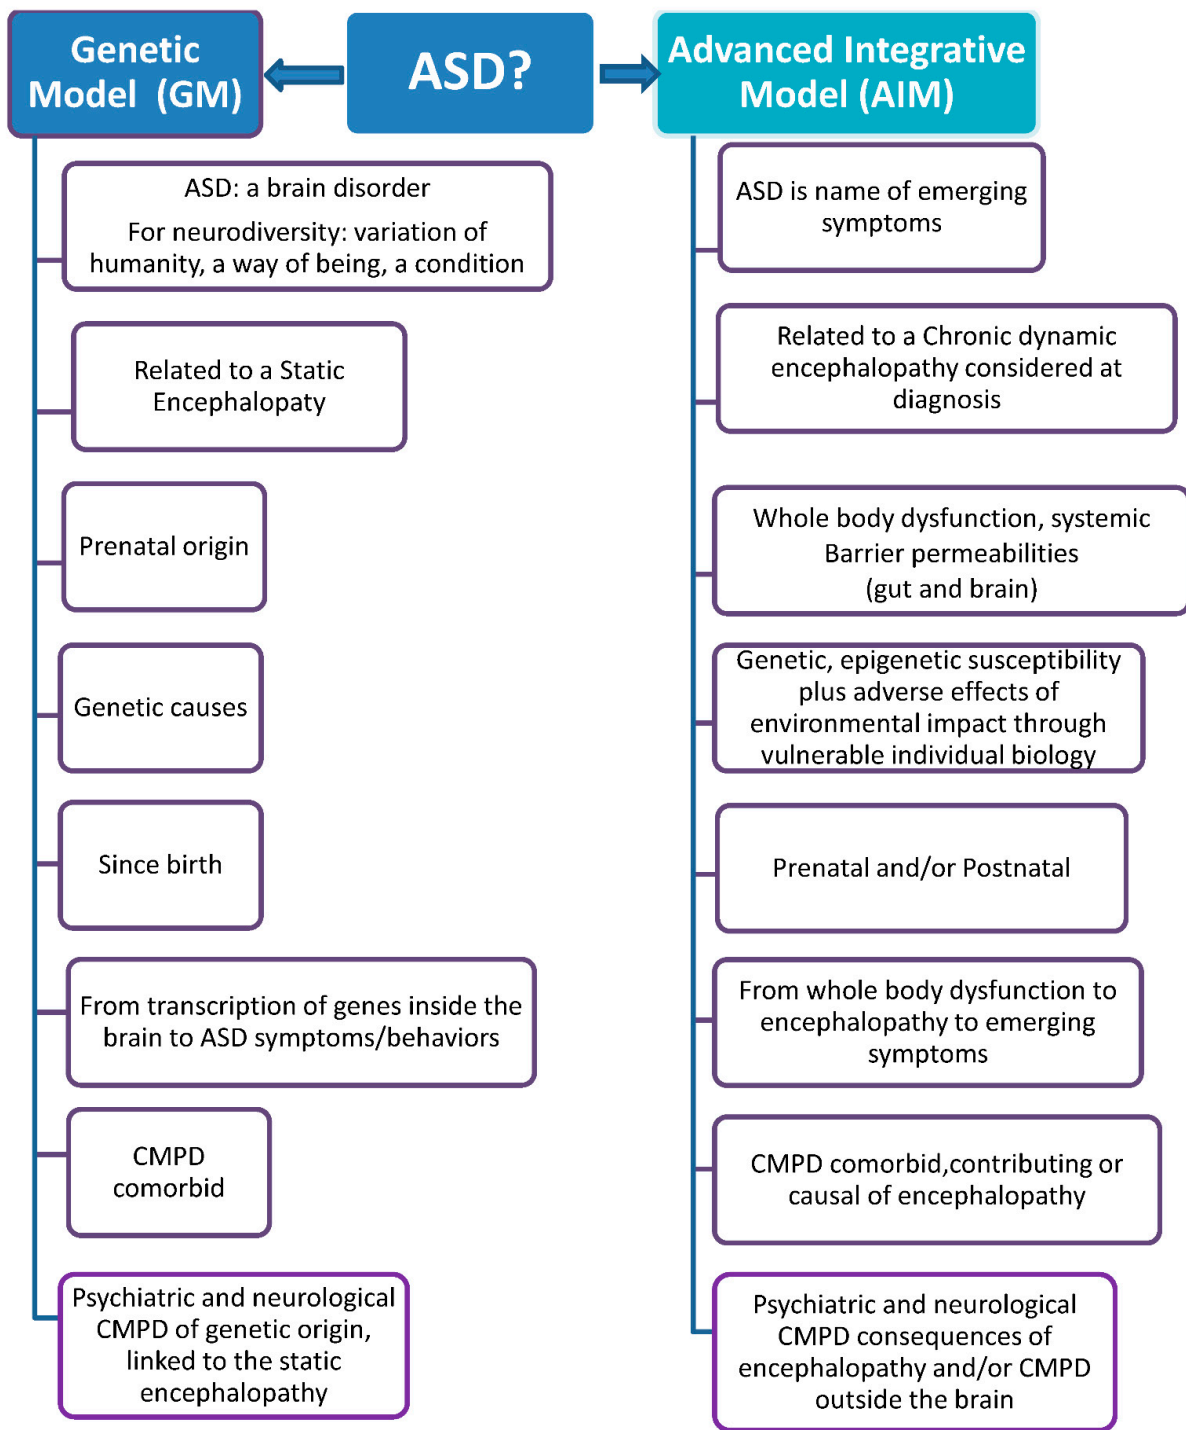 Genetic
Model (GM)
ASD?
Advanced Integrative
Model (AIM)
ASD: a brain disorder
For neurodiversity: variation of
humanity, a way of being, a condition
Related to a Static
Encephalopaty
Prenatal origin
Genetic causes
Since birth
From transcription of genes inside the
brain to ASD symptoms/behaviors
CMPD
comorbid
Psychiatric and neurological
CMPD of genetic origin,
linked to the static
encephalopathy
ASD is name of emerging
symptoms
Related to a Chronic dynamic
encephalopathy considered at
diagnosis
Whole body dysfunction, systemic
Barrier permeabilities
(gut and brain)
Genetic, epigenetic susceptibility
plus adverse effects of
environmental impact through
vulnerable individual biology
Prenatal and/or Postnatal
From whole body dysfunction to
encephalopathy to emerging
symptoms
CMPD comorbid,contributing or
causal of encephalopathy
Psychiatric and neurological
CMPD consequences of
encephalopathy and/or CMPD
outside the brain